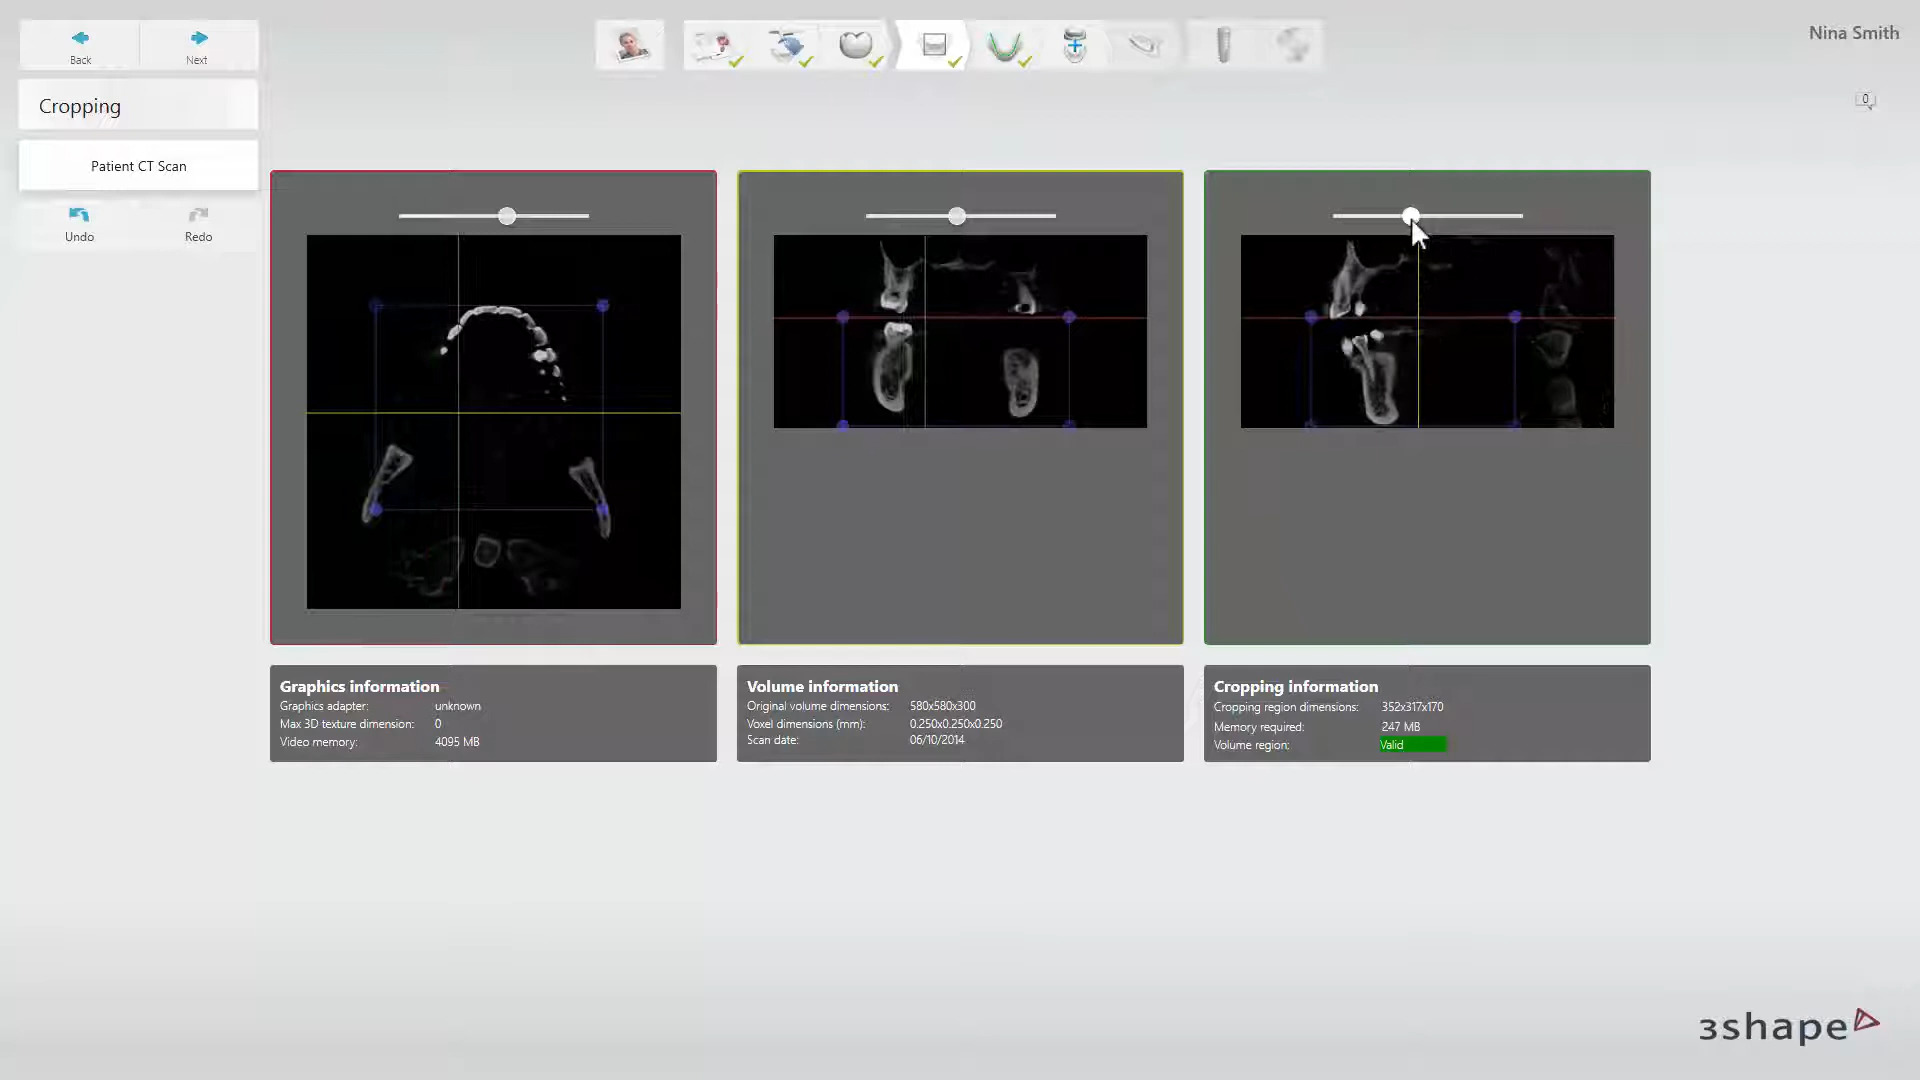 Nina Smith
Back
Next
0
Cropping
Patient CT Scan
Undo
Redo
Graphics information
Graphics adapter: unknown
Max 3D texture dimension: 0
Video memory: 4095 MB
Volume information
Original volume dimensions: 580x580x300
Voxel dimensions (mm): 0.250x0.250x0.250
Scan date: 06/10/2014
Cropping information
Cropping region dimensions: 352x317x170
Memory required: 247 MB
Volume region: Valid
3shape